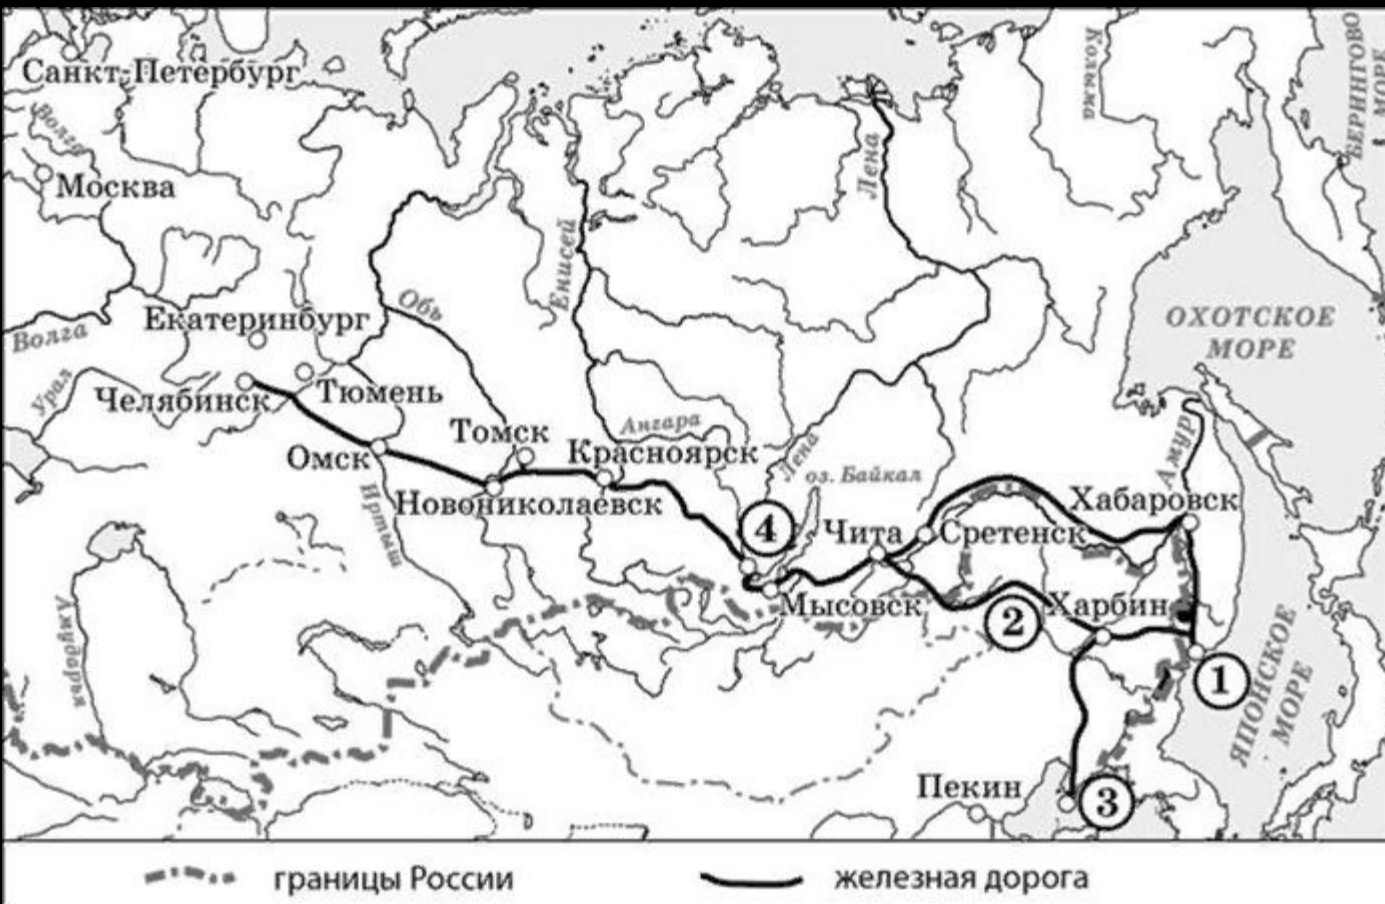 Санкт-Петербург
Волга
Москва
Волга
Урал
Екатеринбург
Челябинск
Тюмень
Обь
Енисей
Лена
Колыма
БЕРИНГОВО
МОРЕ
ОХОТСКОЕ
МОРЕ
Омск
Томск
Красноярск
Ангара
Лена
оз. Байкал
Новониколаевск
Иртыш
4
Чита
Сретенск
Хабаровск
Амур
Мысовск
2
Харбин
1
ЯПОНСКОЕ
МОРЕ
Амударья
Пекин
3
границы России
железная дорога